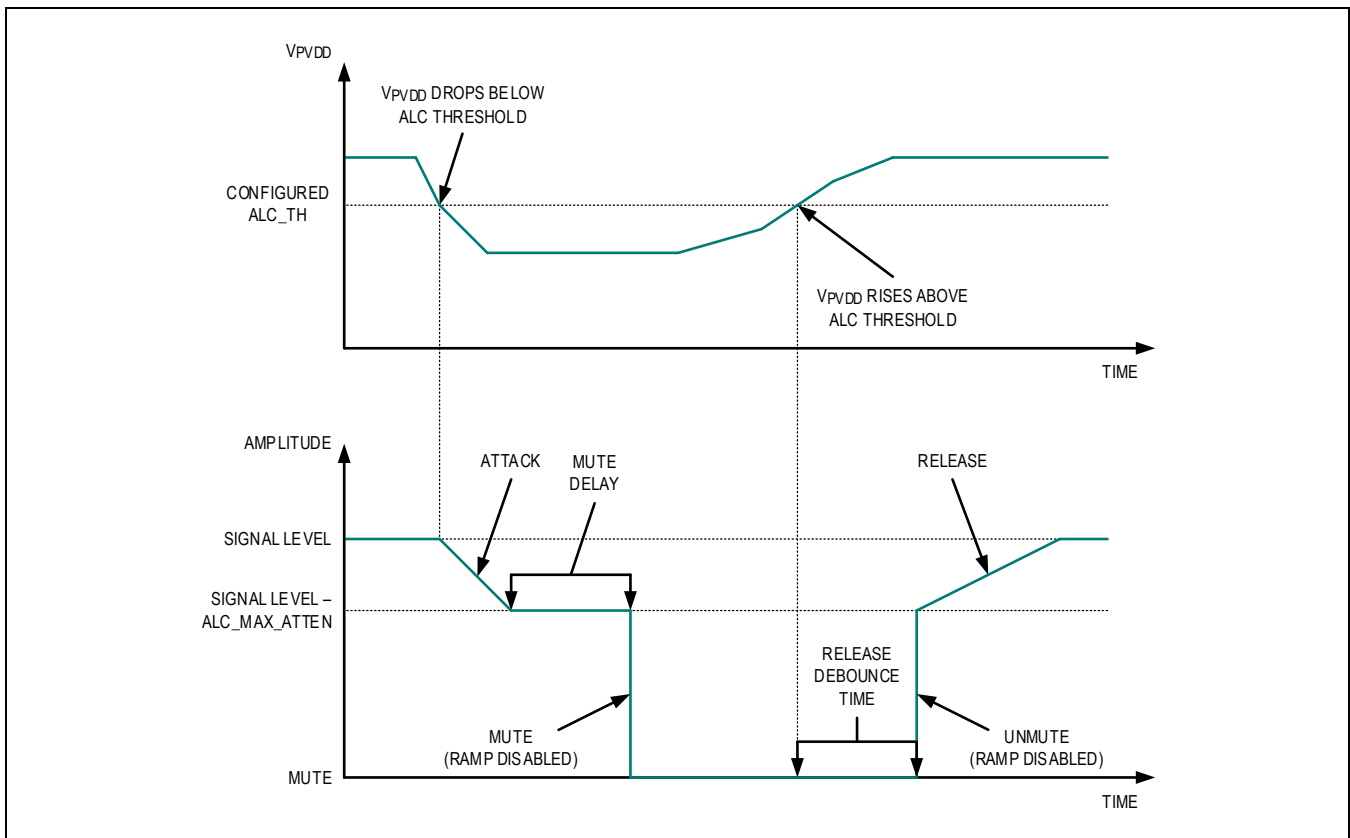 VPVDD
VPVDD DROPS BELOW
ALC THRESHOLD
CONFIGURED
ALC_TH
VPVDD RISES ABOVE
ALC THRESHOLD
TIME
AMPLITUDE
ATTACK
MUTE
DELAY
RELEASE
SIGNAL LEVEL
SIGNAL LEVEL –
ALC_MAX_ATTEN
RELEASE
DEBOUNCE
TIME
MUTE
(RAMP DISABLED)
UNMUTE
(RAMP DISABLED)
MUTE
TIME